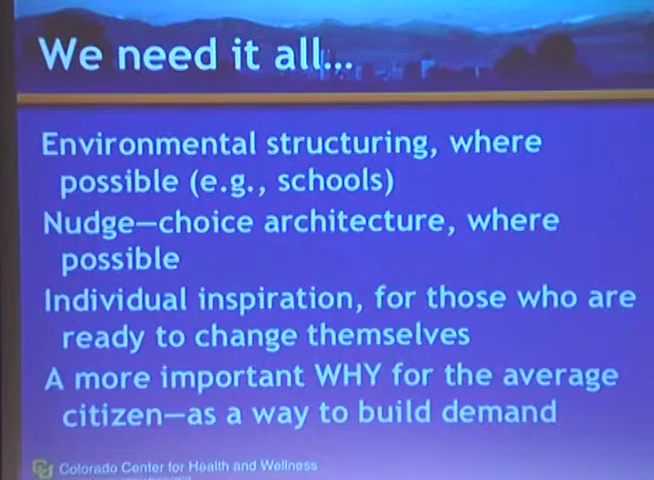 We need it all...
Environmental structuring, where
possible (e.g., schools)
Nudge—choice architecture, where
possible
Individual inspiration, for those who are
ready to change themselves
A more important WHY for the average
citizen—as a way to build demand
Colorado Center for Health and Wellness